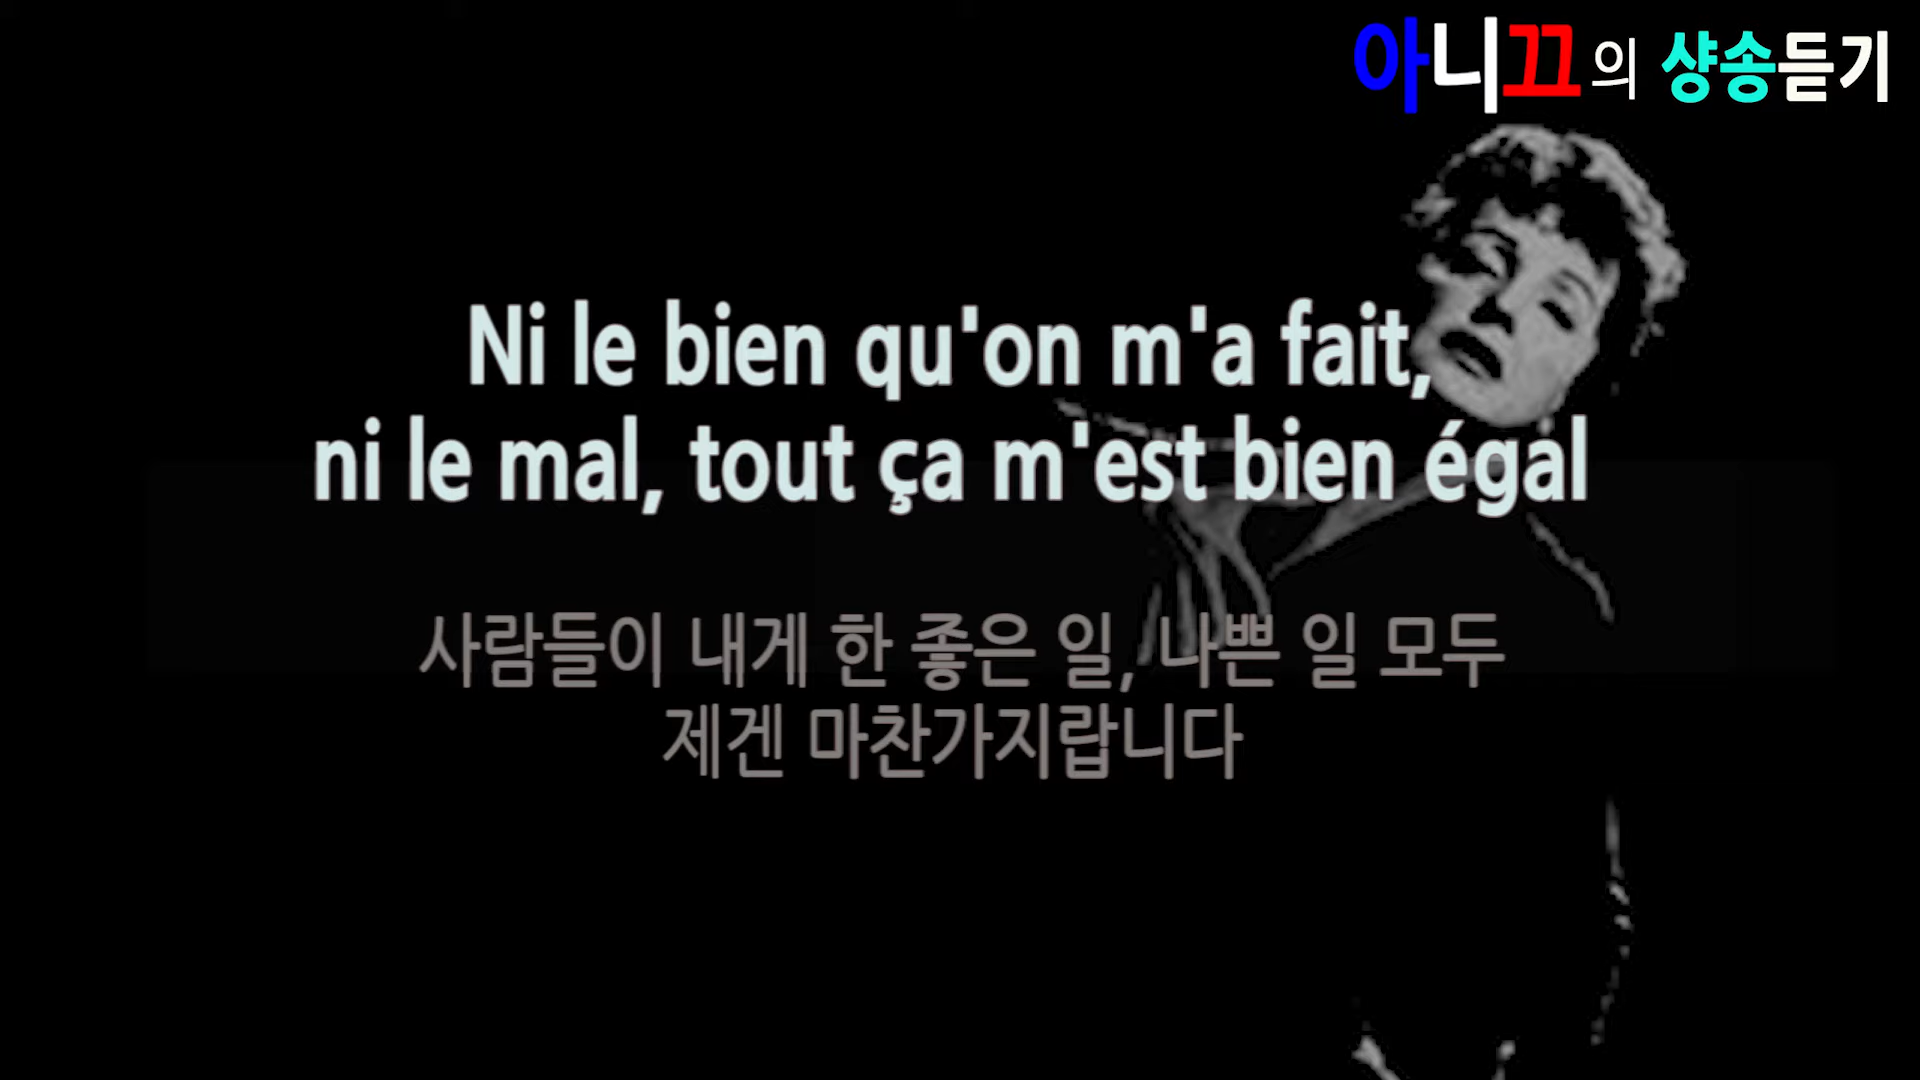 아니끄의 샹송듣기
Ni le bien qu'on m'a fait,
ni le mal, tout ça m'est bien égal
사람들이 내게 한 좋은 일, 나쁜 일 모두
제겐 마찬가지랍니다